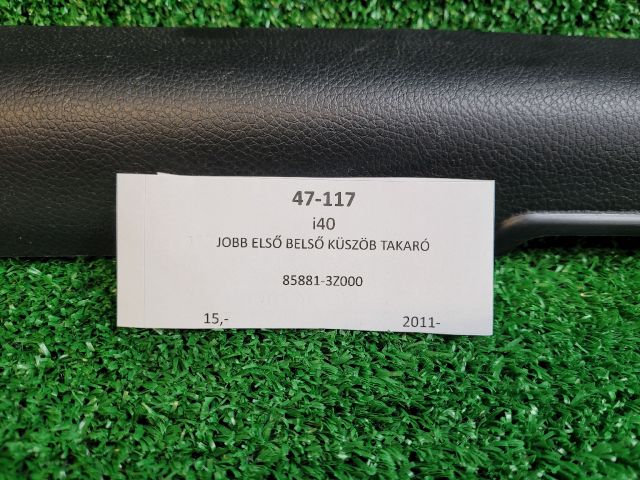 47-117
i40
JOBB ELSŐ BELSŐ KÜSZÖB TAKARÓ
85881-3Z000
15,- 2011-